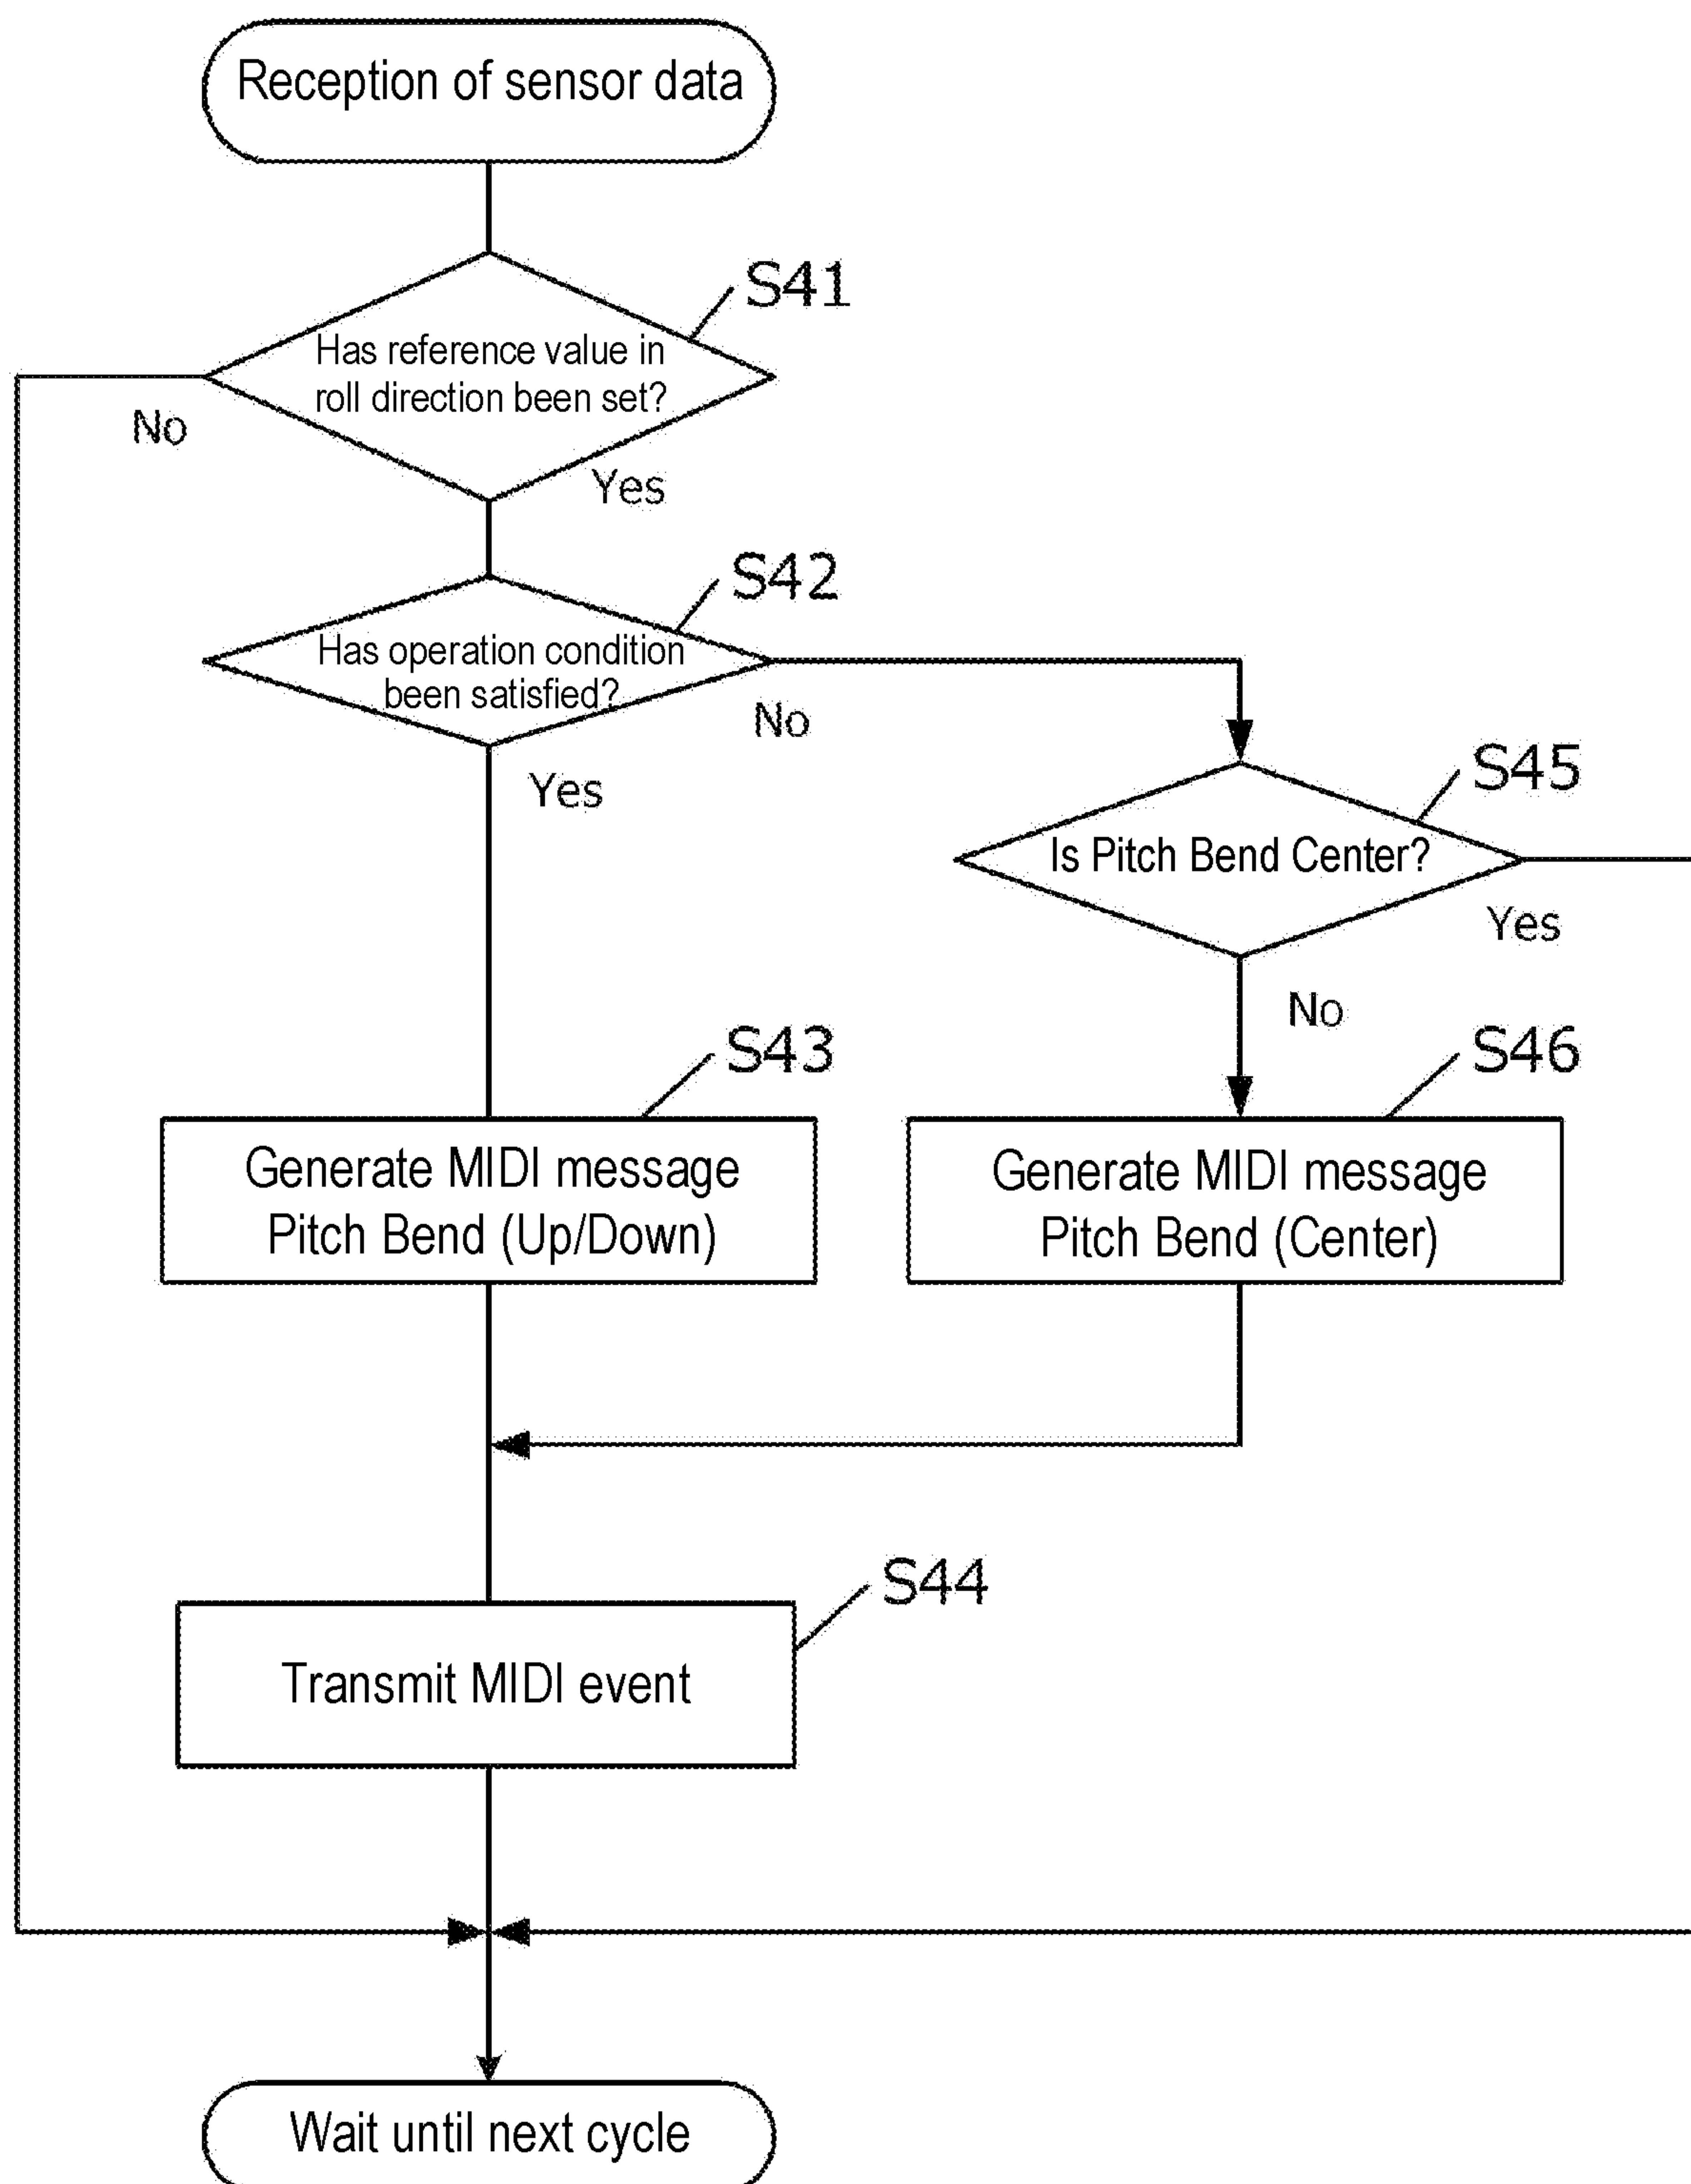 Reception of sensor data
S41
Has reference value in
roll direction been set?
No
Yes
S42
Has operation condition
been satisfied?
No
Yes
S45
Is Pitch Bend Center?
Yes
No
S43
S46
Generate MIDI message
Pitch Bend (Up/Down)
Generate MIDI message
Pitch Bend (Center)
S44
Transmit MIDI event
Wait until next cycle